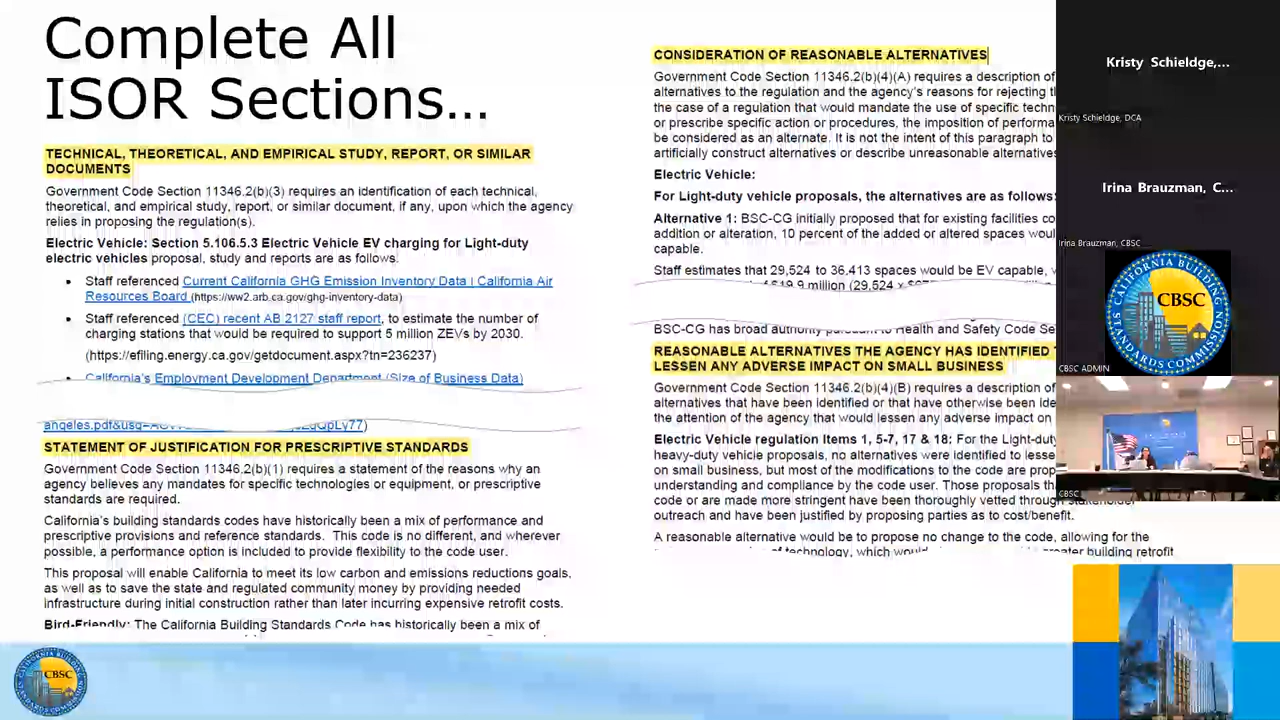 Complete All
ISOR Sections...
TECHNICAL, THEORETICAL, AND EMPIRICAL STUDY, REPORT, OR SIMILAR
DOCUMENTS
Government Code Section 11346.2(b)(3) requires an identification of each technical,
theoretical, and empirical study, report, or similar document, if any, upon which the agency
relies in proposing the regulation(s).
Electric Vehicle: Section 5.106.5.3 Electric Vehicle EV charging for Light-duty
electric vehicles proposal, study and reports are as follows.
• Staff referenced Current California GHG Emission Inventory Data | California Air
Resources Board (https://ww2.arb.ca.gov/ghg-inventory-data)
• Staff referenced (CEC) recent AB 2127 staff report, to estimate the number of
charging stations that would be required to support 5 million ZEVs by 2030.
(https://efiling.energy.ca.gov/getdocument.aspx?tn=236237)
• California's Employment Development Department (Size of Business Data)
STATEMENT OF JUSTIFICATION FOR PRESCRIPTIVE STANDARDS
Government Code Section 11346.2(b)(1) requires a statement of the reasons why an
agency believes any mandates for specific technologies or equipment, or prescriptive
standards are required.
California's building standards codes have historically been a mix of performance and
prescriptive provisions and reference standards. This code is no different, and wherever
possible, a performance option is included to provide flexibility to the code user.
This proposal will enable California to meet its low carbon and emissions reductions goals,
as well as to save the state and regulated community money by providing needed
infrastructure during initial construction rather than later incurring expensive retrofit costs.
Bird-Friendly: The California Building Standards Code has historically been a mix of
CONSIDERATION OF REASONABLE ALTERNATIVES
Government Code Section 11346.2(b)(4)(A) requires a description of
alternatives to the regulation and the agency's reasons for rejecting
the case of a regulation that would mandate the use of specific
or prescribe specific action or procedures, the imposition of
be considered as an alternate. It is not the intent of this paragraph to
artificially construct alternatives or describe unreasonable alternatives
Electric Vehicle:
For Light-duty vehicle proposals, the alternatives are as follows:
Alternative 1: BSC-CG initially proposed that for existing facilities
addition or alteration, 10 percent of the added or altered spaces
capable.
Staff estimates that 29,524 to 36,413 spaces would be EV capable,
BSC-CG has broad authority pursuant to Health and Safety Code
REASONABLE ALTERNATIVES THE AGENCY HAS IDENTIFIED
LESSEN ANY ADVERSE IMPACT ON SMALL BUSINESS
Government Code Section 11346.2(b)(4)(B) requires a description of
alternatives that have been identified or that have otherwise been
the attention of the agency that would lessen any adverse impact on
Electric Vehicle regulation Items 1, 5-7, 17 & 18: For the Light-duty
heavy-duty vehicle proposals, no alternatives were identified to
on small business, but most of the modifications to the code are
understanding and compliance by the code user. Those proposals
code or are made more stringent have been thoroughly vetted through stakeholder
outreach and have been justified by proposing parties as to cost/benefit.
A reasonable alternative would be to propose no change to the code, allowing for the
of technology, which would building retrofit
CBSC
Kristy Schieldge,...
Kristy Schieldge, DCA
Irina Brauzman, C...
Irina Brauzman, CBSC
CALIFORNIA BUILDING STANDARDS COMMISSION
CBSC
CBSC ADMIN
CBSC